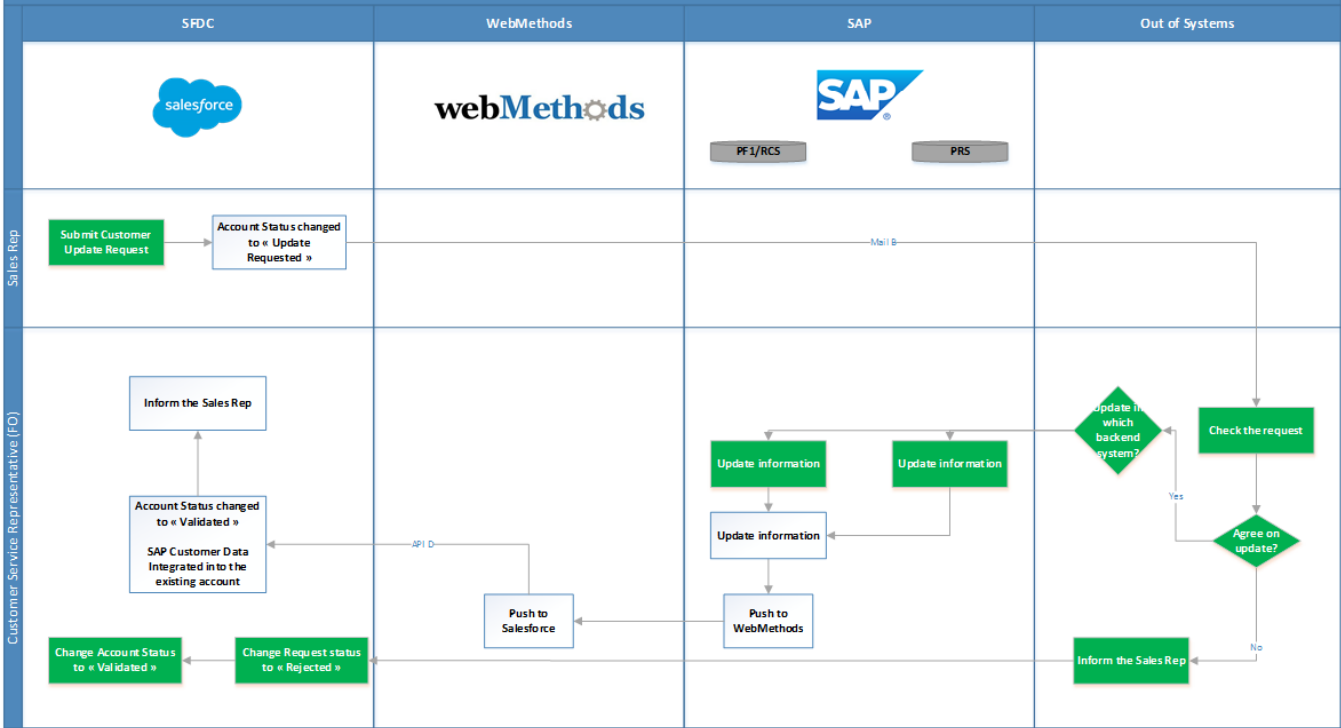 SFDC
WebMethods
SAP
Out of Systems
salesforce
webMethods
SAP
®
PF1/RCS
PRS
Sales Rep
Submit Customer
Update Request
Account Status changed
to « Update
Requested »
Mail B
Customer Service Representative (FO)
Inform the Sales Rep
Update in
which
backend
system?
Check the request
Update information
Update information
Yes
Account Status changed
to « Validated »
SAP Customer Data
Integrated into the
existing account
API D
Update information
Agree on
update?
Push to
Salesforce
Push to
WebMethods
No
Change Account Status
to « Validated »
Change Request status
to « Rejected »
Inform the Sales Rep